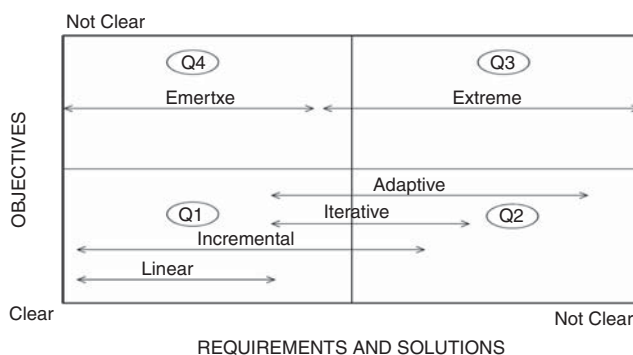 Not Clear
Q4
Q3
Emertxe
Extreme
OBJECTIVES
Adaptive
Q1
Iterative
Q2
Incremental
Linear
Clear
Not Clear
REQUIREMENTS AND SOLUTIONS